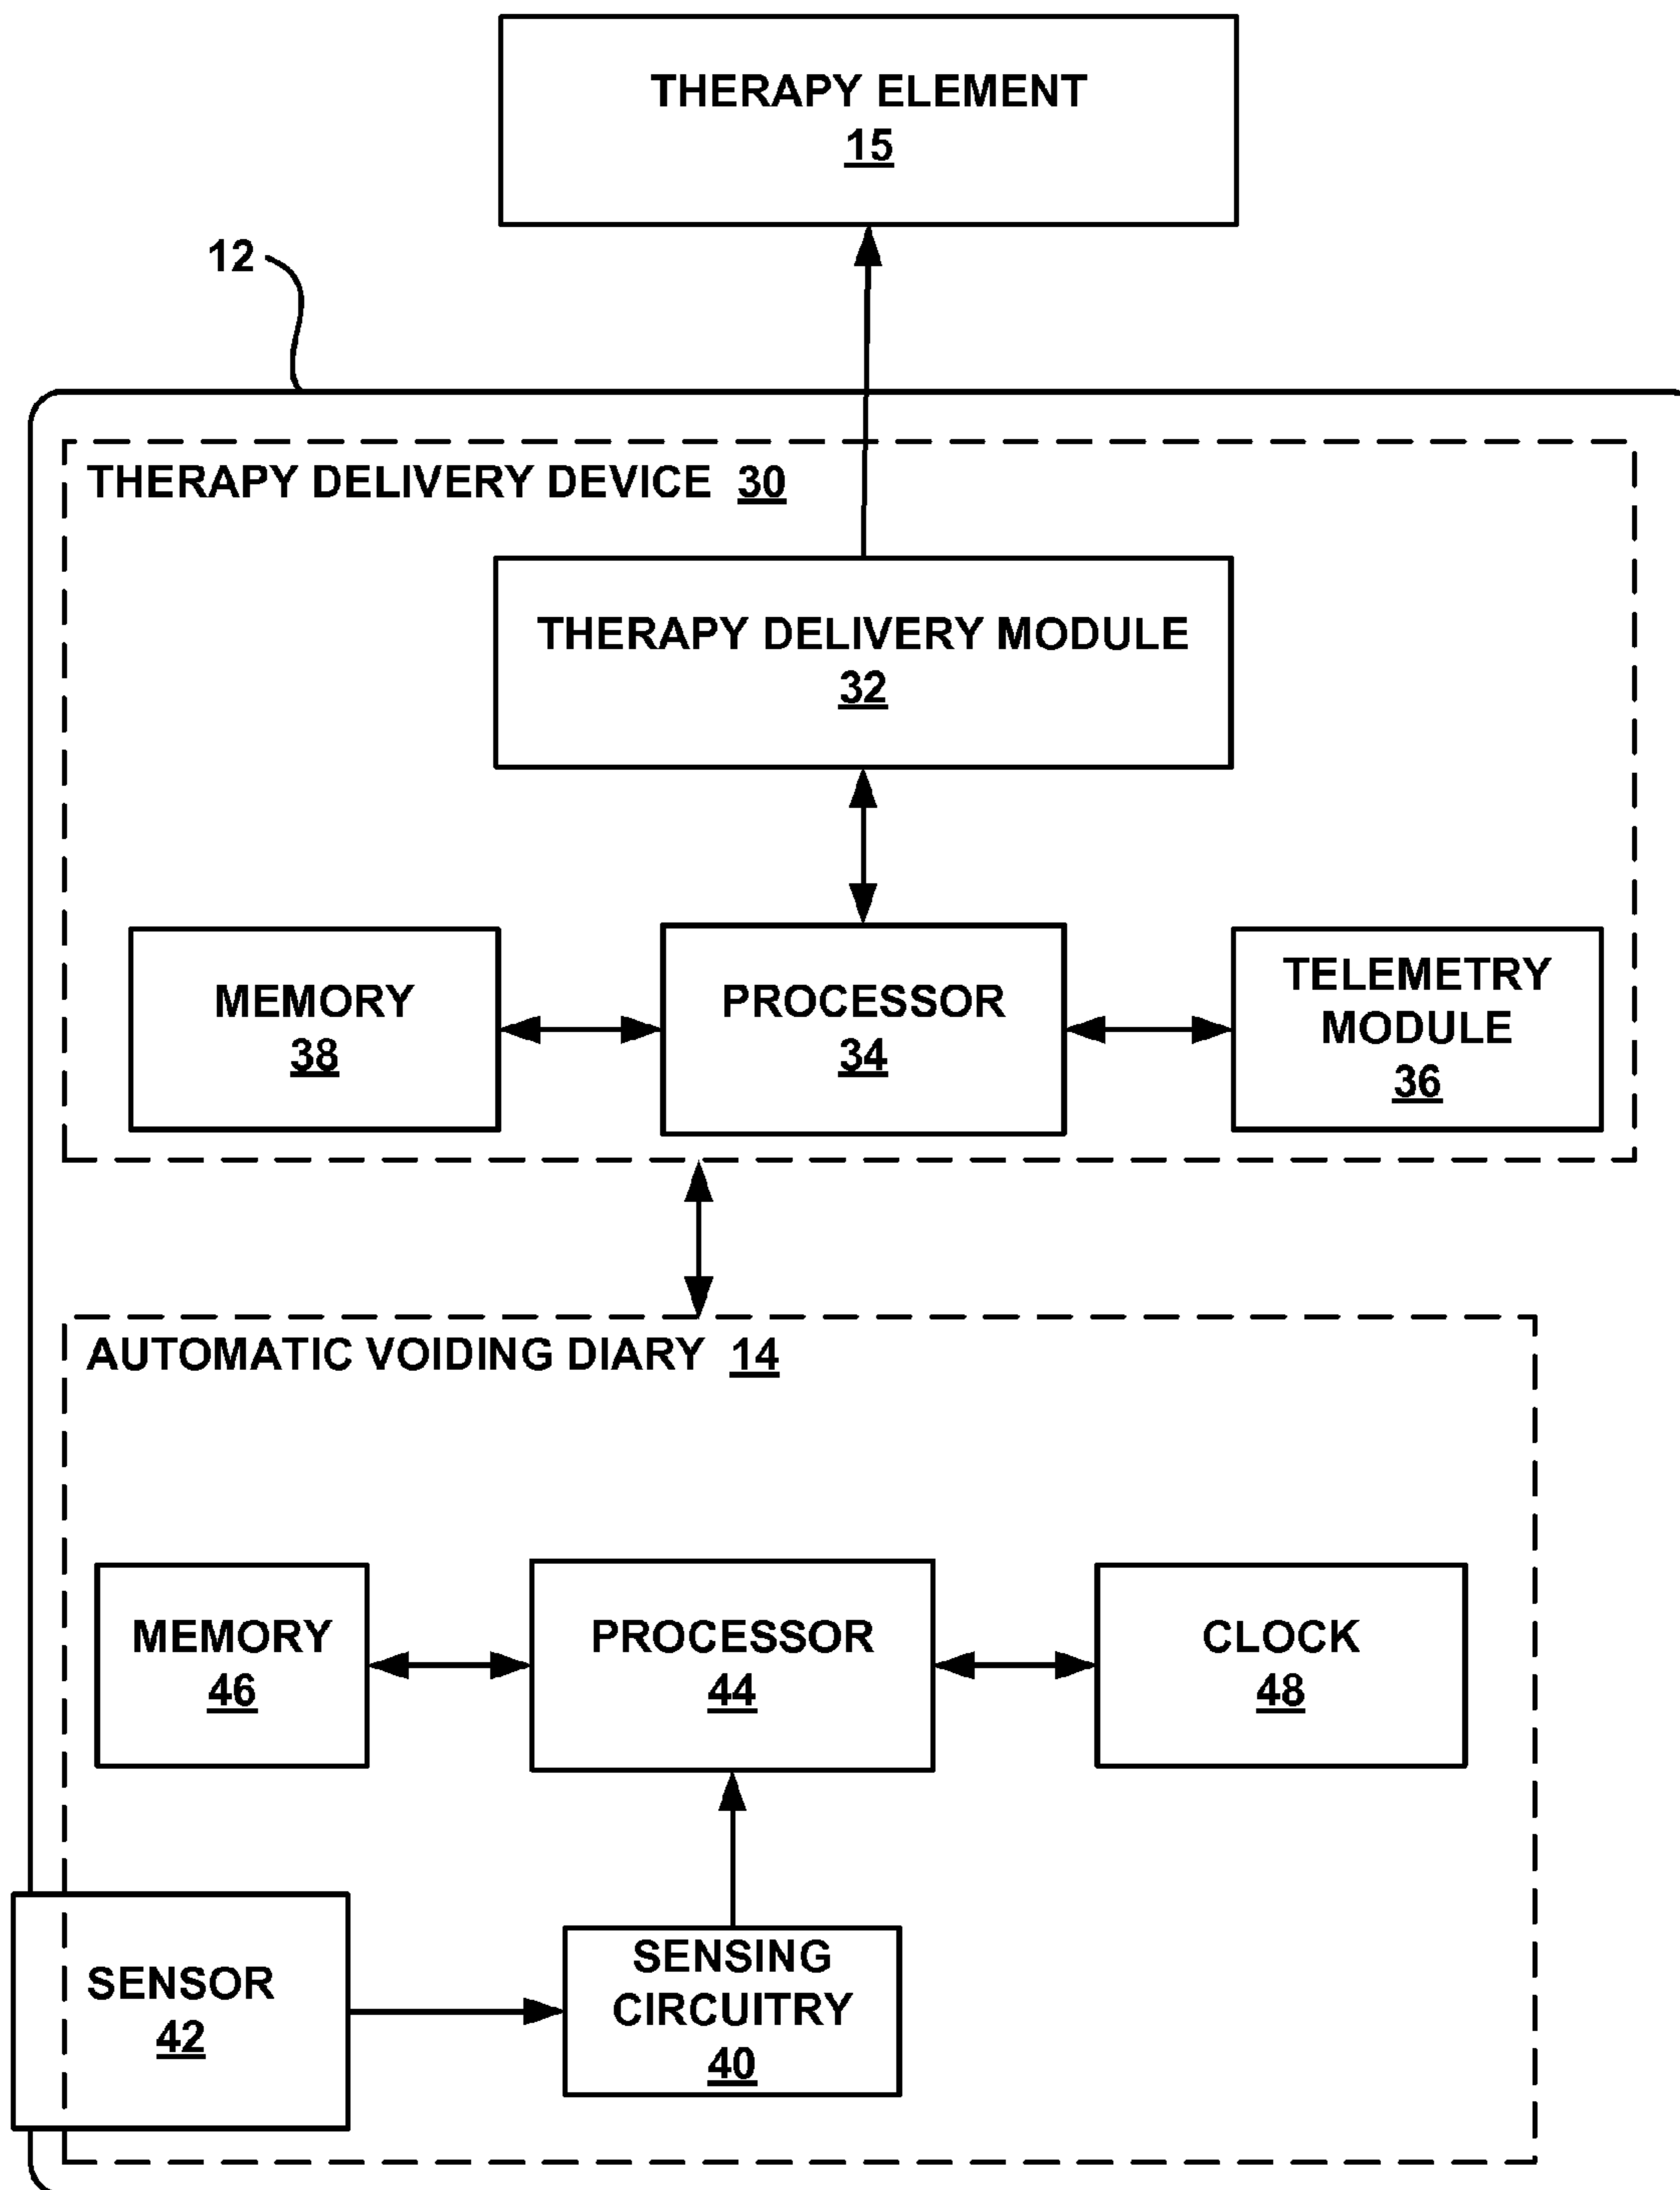 THERAPY ELEMENT
15
12
THERAPY DELIVERY DEVICE 30
THERAPY DELIVERY MODULE
32
MEMORY
38
PROCESSOR
34
TELEMETRY
MODULE
36
AUTOMATIC VOIDING DIARY 14
MEMORY
46
PROCESSOR
44
CLOCK
48
SENSOR
42
SENSING
CIRCUITRY
40